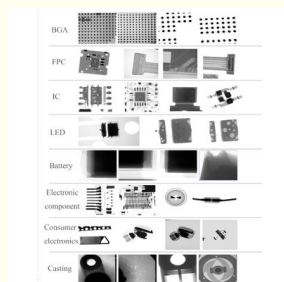 BGA
FPC
IC
LED
Battery
Electronic
component
Consumer
electronics
Casting